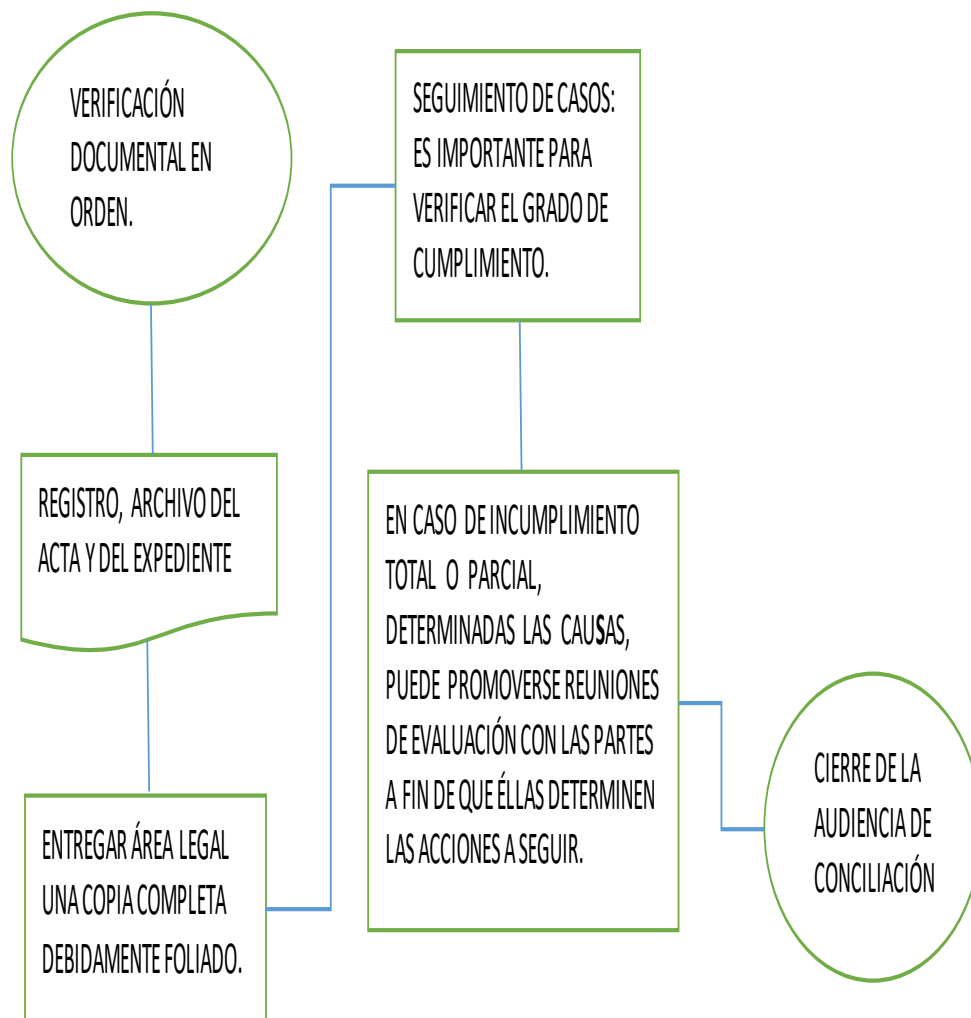 VERIFICACIÓN
DOCUMENTAL EN
ORDEN.
REGISTRO, ARCHIVO DEL
ACTA Y DEL EXPEDIENTE
ENTREGAR ÁREA LEGAL
UNA COPIA COMPLETA
DEBIDAMENTE FOLIADO.
SEGUIMIENTO DE CASOS:
ES IMPORTANTE PARA
VERIFICAR EL GRADO DE
CUMPLIMIENTO.
EN CASO DE INCUMPLIMIENTO
TOTAL O PARCIAL,
DETERMINADAS LAS CAUSAS,
PUEDE PROMOVERSE REUNIONES
DE EVALUACIÓN CON LAS PARTES
A FIN DE QUE ÉLLAS DETERMINEN
LAS ACCIONES A SEGUIR.
CIERRE DE LA
AUDIENCIA DE
CONCILIACIÓN